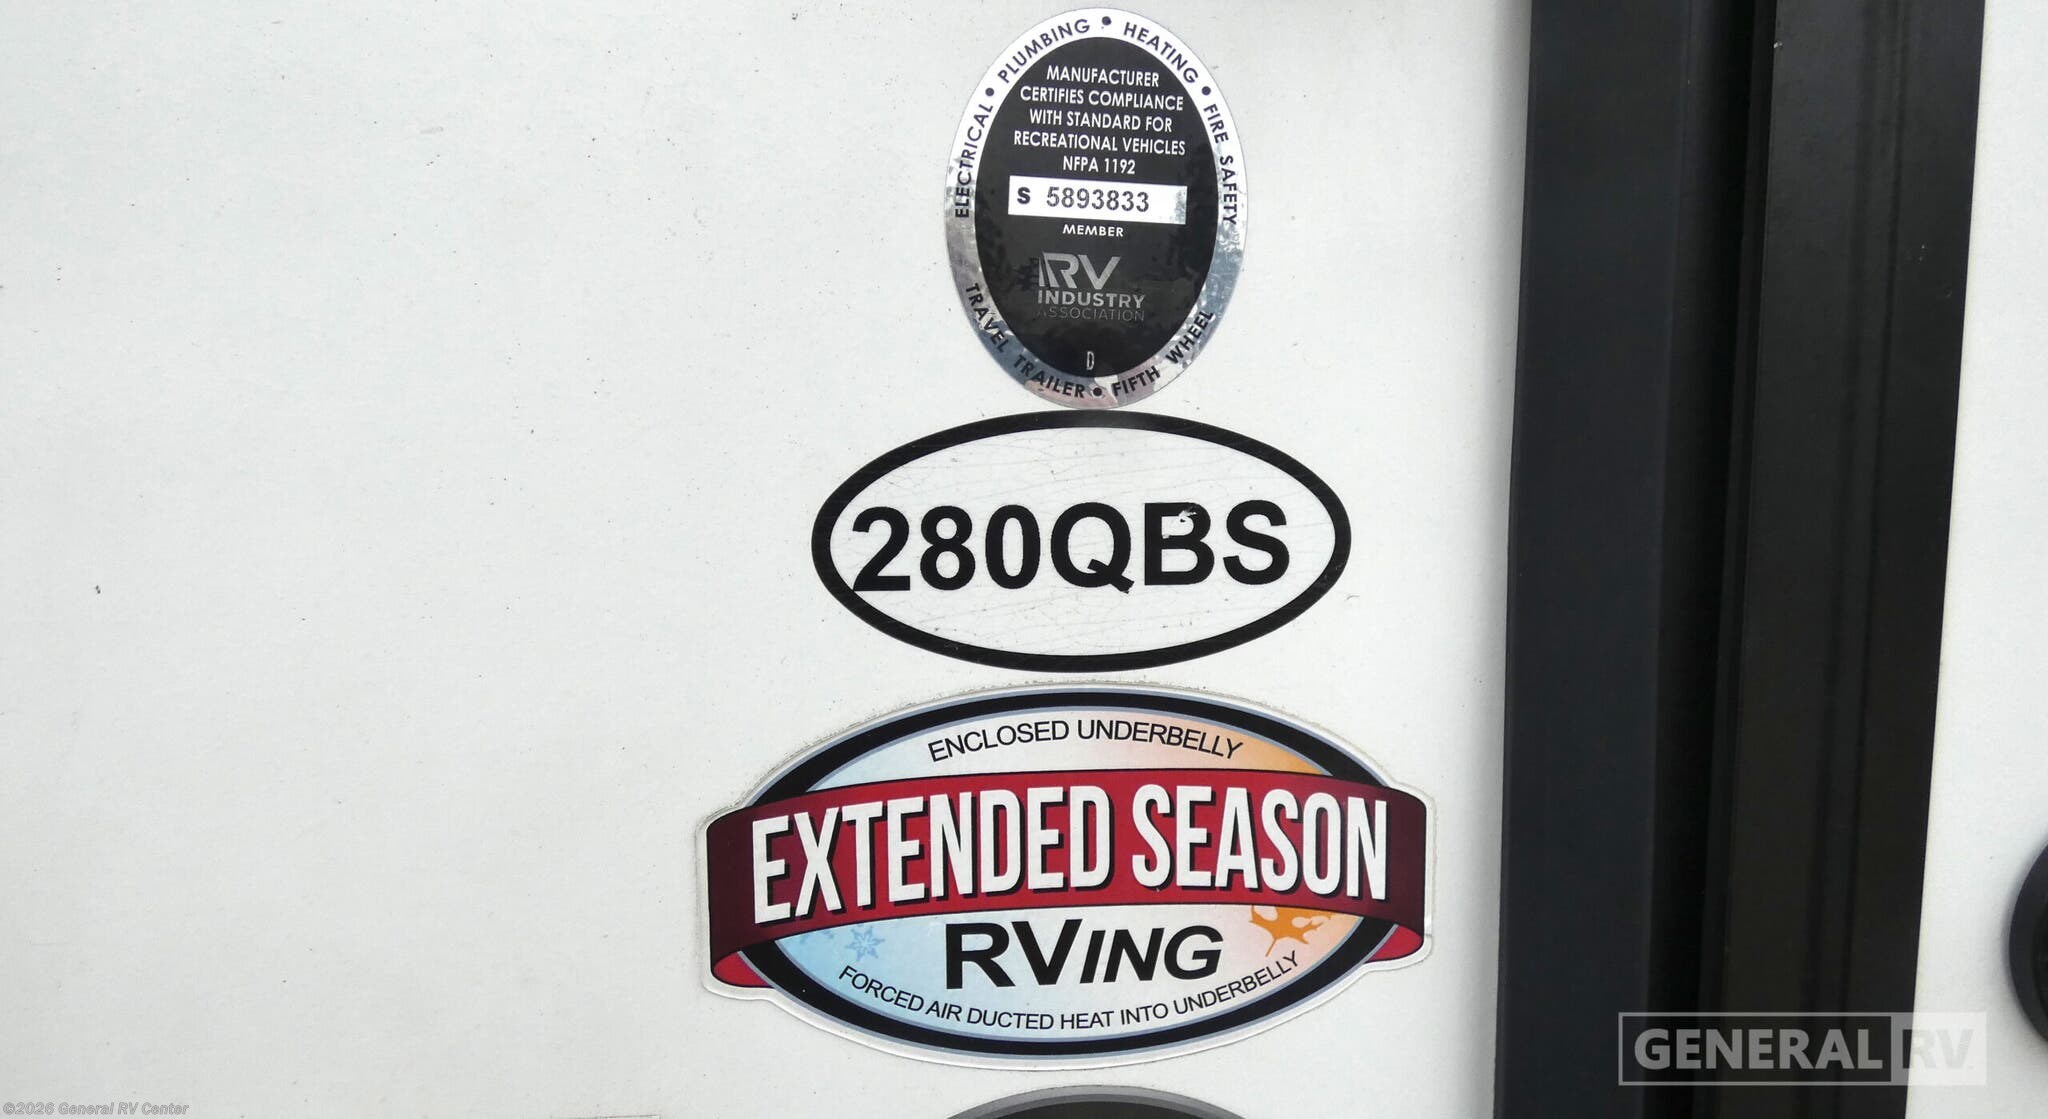 ELECTRICAL • PLUMBING • HEATING • FIRE SAFETY
MANUFACTURER
CERTIFIES COMPLIANCE
WITH STANDARD FOR
RECREATIONAL VEHICLES
NFPA 1192
S 5893833
MEMBER
RV
INDUSTRY
ASSOCIATION
D
TRAVEL TRAILER • FIFTH WHEEL
280QBS
ENCLOSED UNDERBELLY
EXTENDED SEASON
RVING
FORCED AIR DUCTED HEAT INTO UNDERBELLY
GENERAL RV
©2026 General RV Center